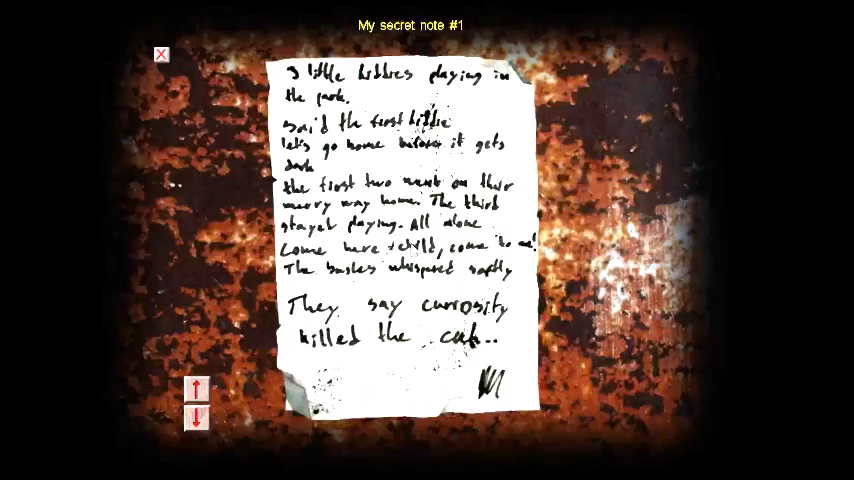 My secret note #1
X
3 little kiddies playing in
the park.
said the first kiddie
let's go home before it gets
dark
the first two went on their
merry way home. The third
stayet playing. All alone
Come here child, come to me!
The bushes whispered softly
They say curiosity
killed the cat..